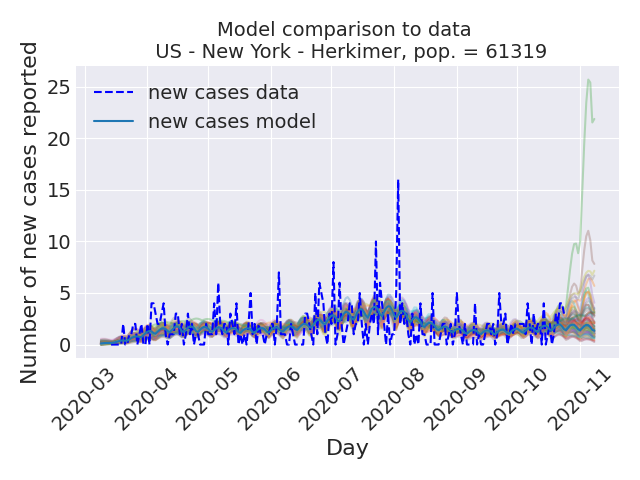 Model comparison to data
US - New York - Herkimer, pop. = 61319
new cases data
new cases model
Number of new cases reported
25
20
15
10
5
0
2020-03
2020-04
2020-05
2020-06
2020-07
2020-08
2020-09
2020-10
2020-11
Day